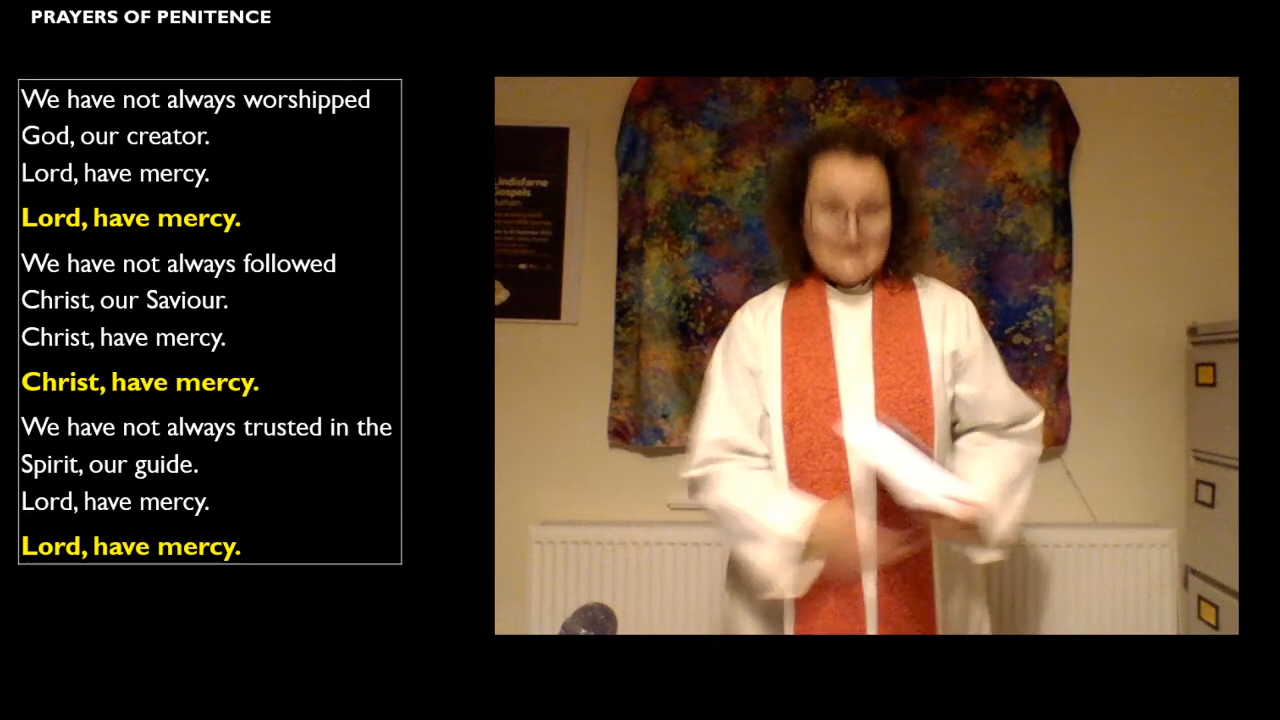 PRAYERS OF PENITENCE
We have not always worshipped
God, our creator.
Lord, have mercy.
Lord, have mercy.
We have not always followed
Christ, our Saviour.
Christ, have mercy.
Christ, have mercy.
We have not always trusted in the
Spirit, our guide.
Lord, have mercy.
Lord, have mercy.
Lindisfarne
Gospels
Durham